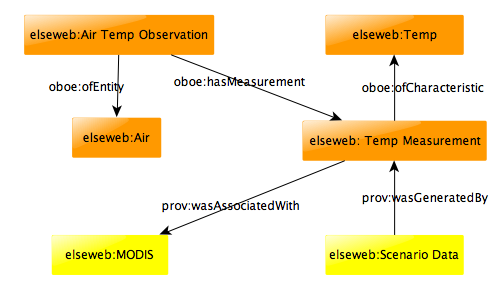 elseweb:Air Temp Observation
elseweb:Temp
oboe:ofEntity
oboe:hasMeasurement
oboe:ofCharacteristic
elseweb:Air
elseweb: Temp Measurement
prov:wasAssociatedWith
prov:wasGeneratedBy
elseweb:MODIS
elseweb:Scenario Data